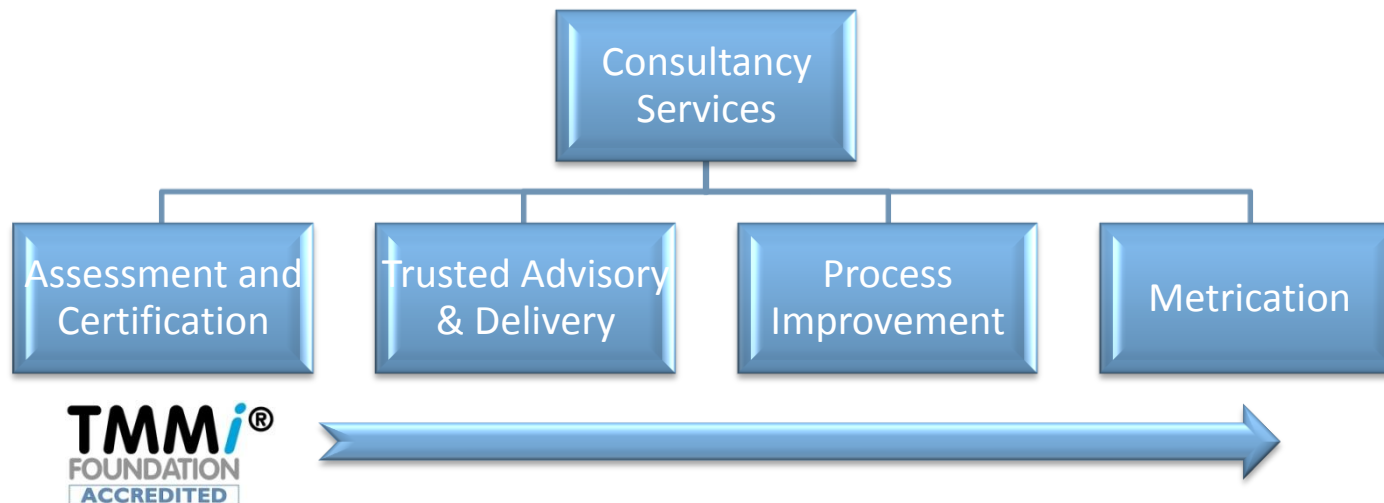 Consultancy
Services
Assessment and
Certification
Trusted Advisory
& Delivery
Process
Improvement
Metrication
TMMi®
FOUNDATION
ACCREDITED